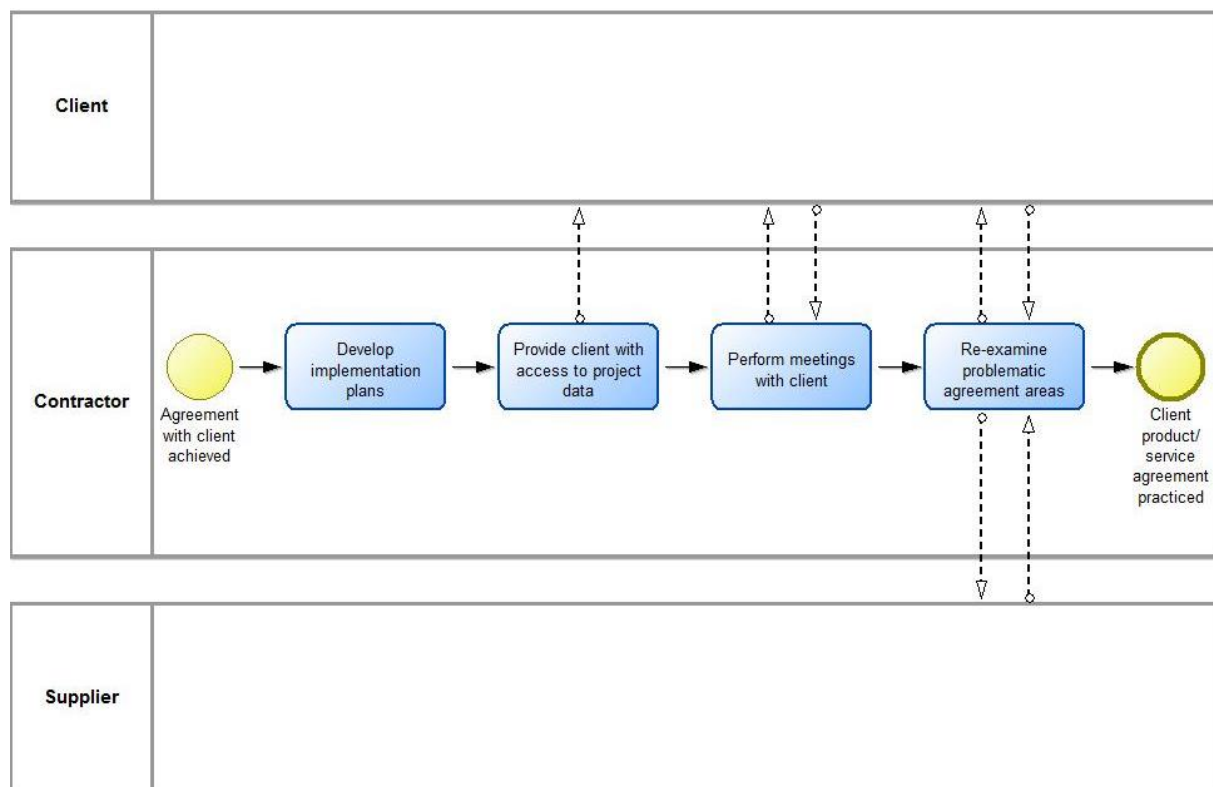 Client
Contractor
Agreement
with client
achieved
Develop
implementation
plans
Provide client with
access to project
data
Perform meetings
with client
Re-examine
problematic
agreement areas
Client
product/
service
agreement
practiced
Supplier